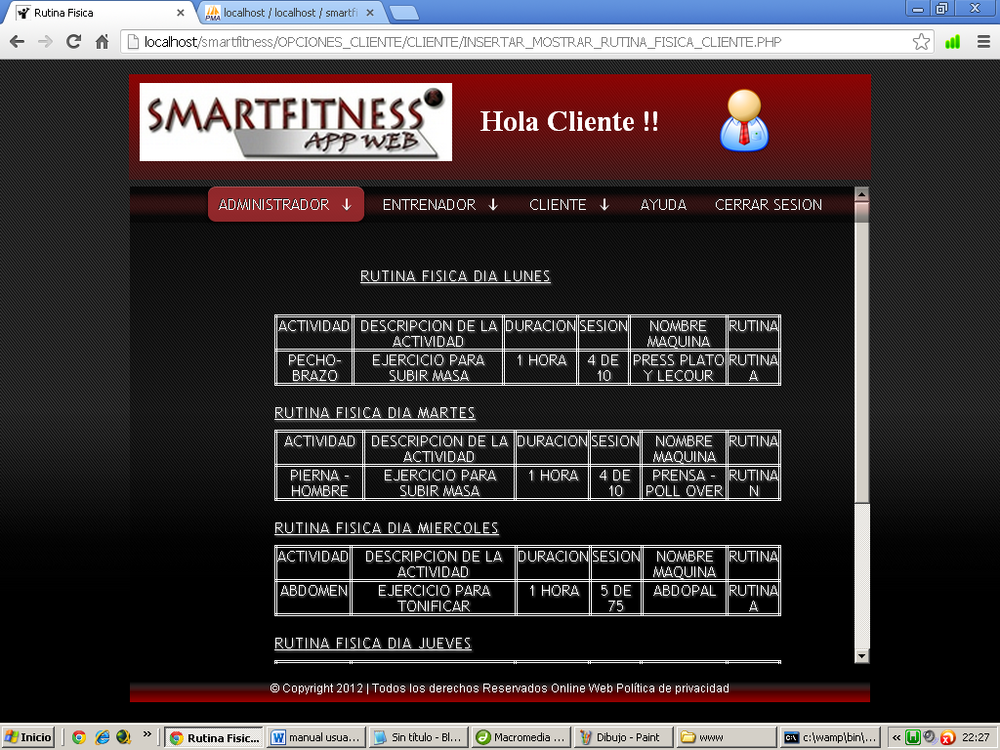 Rutina Fisica
localhost / localhost / smartfi
localhost/smartfitness/OPCIONES_CLIENTE/CLIENTE/INSERTAR_MOSTRAR_RUTINA_FISICA_CLIENTE.PHP
SMARTFITNESS
APP WEB
Hola Cliente !!
ADMINISTRADOR ↓ ENTRENADOR ↓ CLIENTE ↓ AYUDA CERRAR SESION
RUTINA FISICA DIA LUNES
ACTIVIDAD DESCRIPCION DE LA ACTIVIDAD DURACION SESION NOMBRE MAQUINA RUTINA
PECHO-BRAZO EJERCICIO PARA SUBIR MASA 1 HORA 4 DE 10 PRESS PLATO Y LECOUR RUTINA A
RUTINA FISICA DIA MARTES
ACTIVIDAD DESCRIPCION DE LA ACTIVIDAD DURACION SESION NOMBRE MAQUINA RUTINA
PIERNA - HOMBRE EJERCICIO PARA SUBIR MASA 1 HORA 4 DE 10 PRENSA - POLL OVER RUTINA N
RUTINA FISICA DIA MIERCOLES
ACTIVIDAD DESCRIPCION DE LA ACTIVIDAD DURACION SESION NOMBRE MAQUINA RUTINA
ABDOMEN EJERCICIO PARA TONIFICAR 1 HORA 5 DE 75 ABDOPAL RUTINA A
RUTINA FISICA DIA JUEVES
© Copyright 2012 | Todos los derechos Reservados Online Web Política de privacidad
Inicio » Rutina Fisic... manual usua... Sin título - Bl... Macromedia ... Dibujo - Paint www c:\wamp\bin\... « 22:27